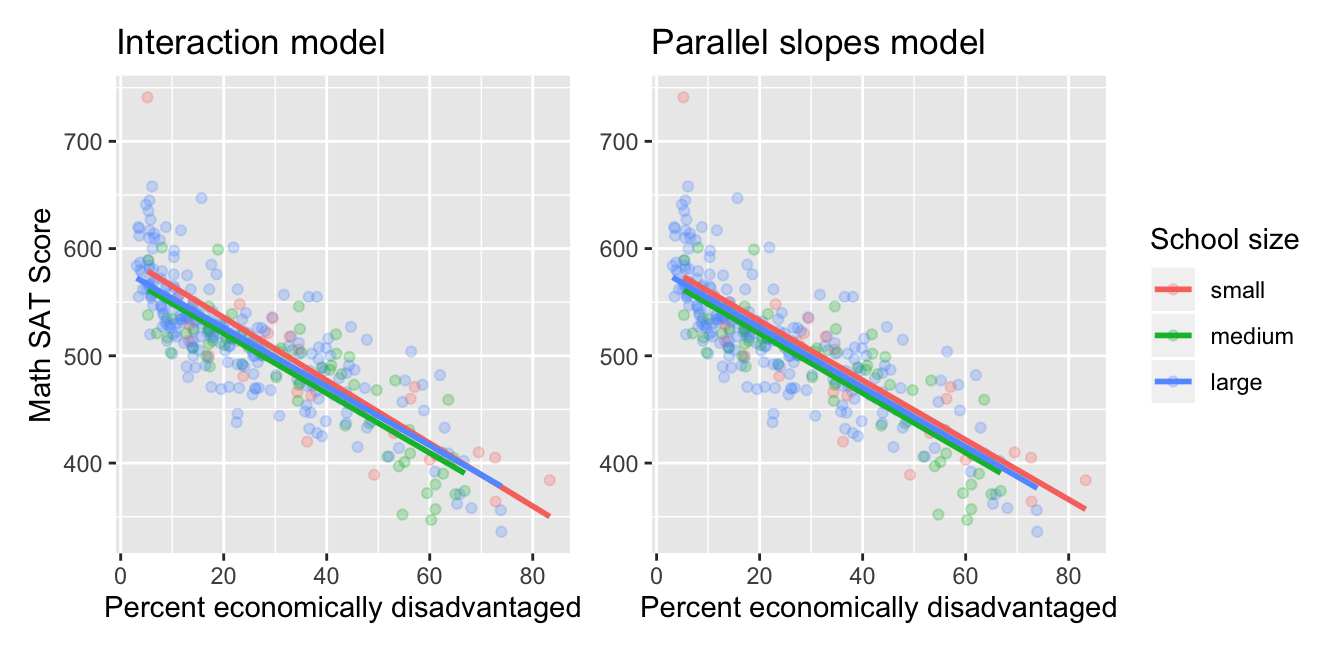 Interaction model
Parallel slopes model
Math SAT Score
700
600
500
400
0 20 40 60 80
Percent economically disadvantaged
700
600
500
400
0 20 40 60 80
Percent economically disadvantaged
School size
small
medium
large